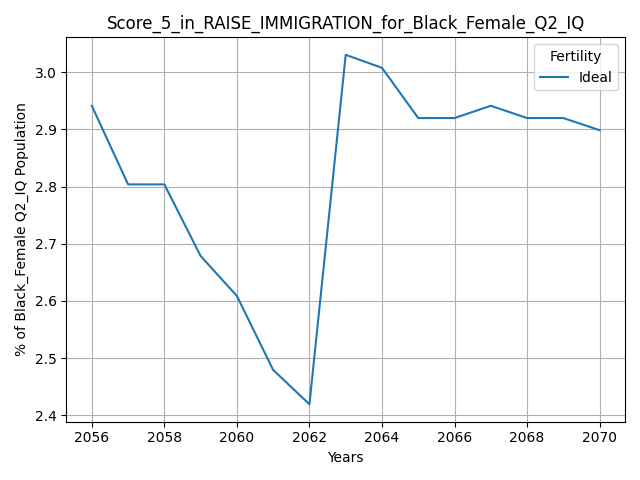 Score_5_in_RAISE_IMMIGRATION_for_Black_Female_Q2_IQ
Fertility
Ideal
% of Black_Female Q2_IQ Population
3.0
2.9
2.8
2.7
2.6
2.5
2.4
2056 2058 2060 2062 2064 2066 2068 2070
Years